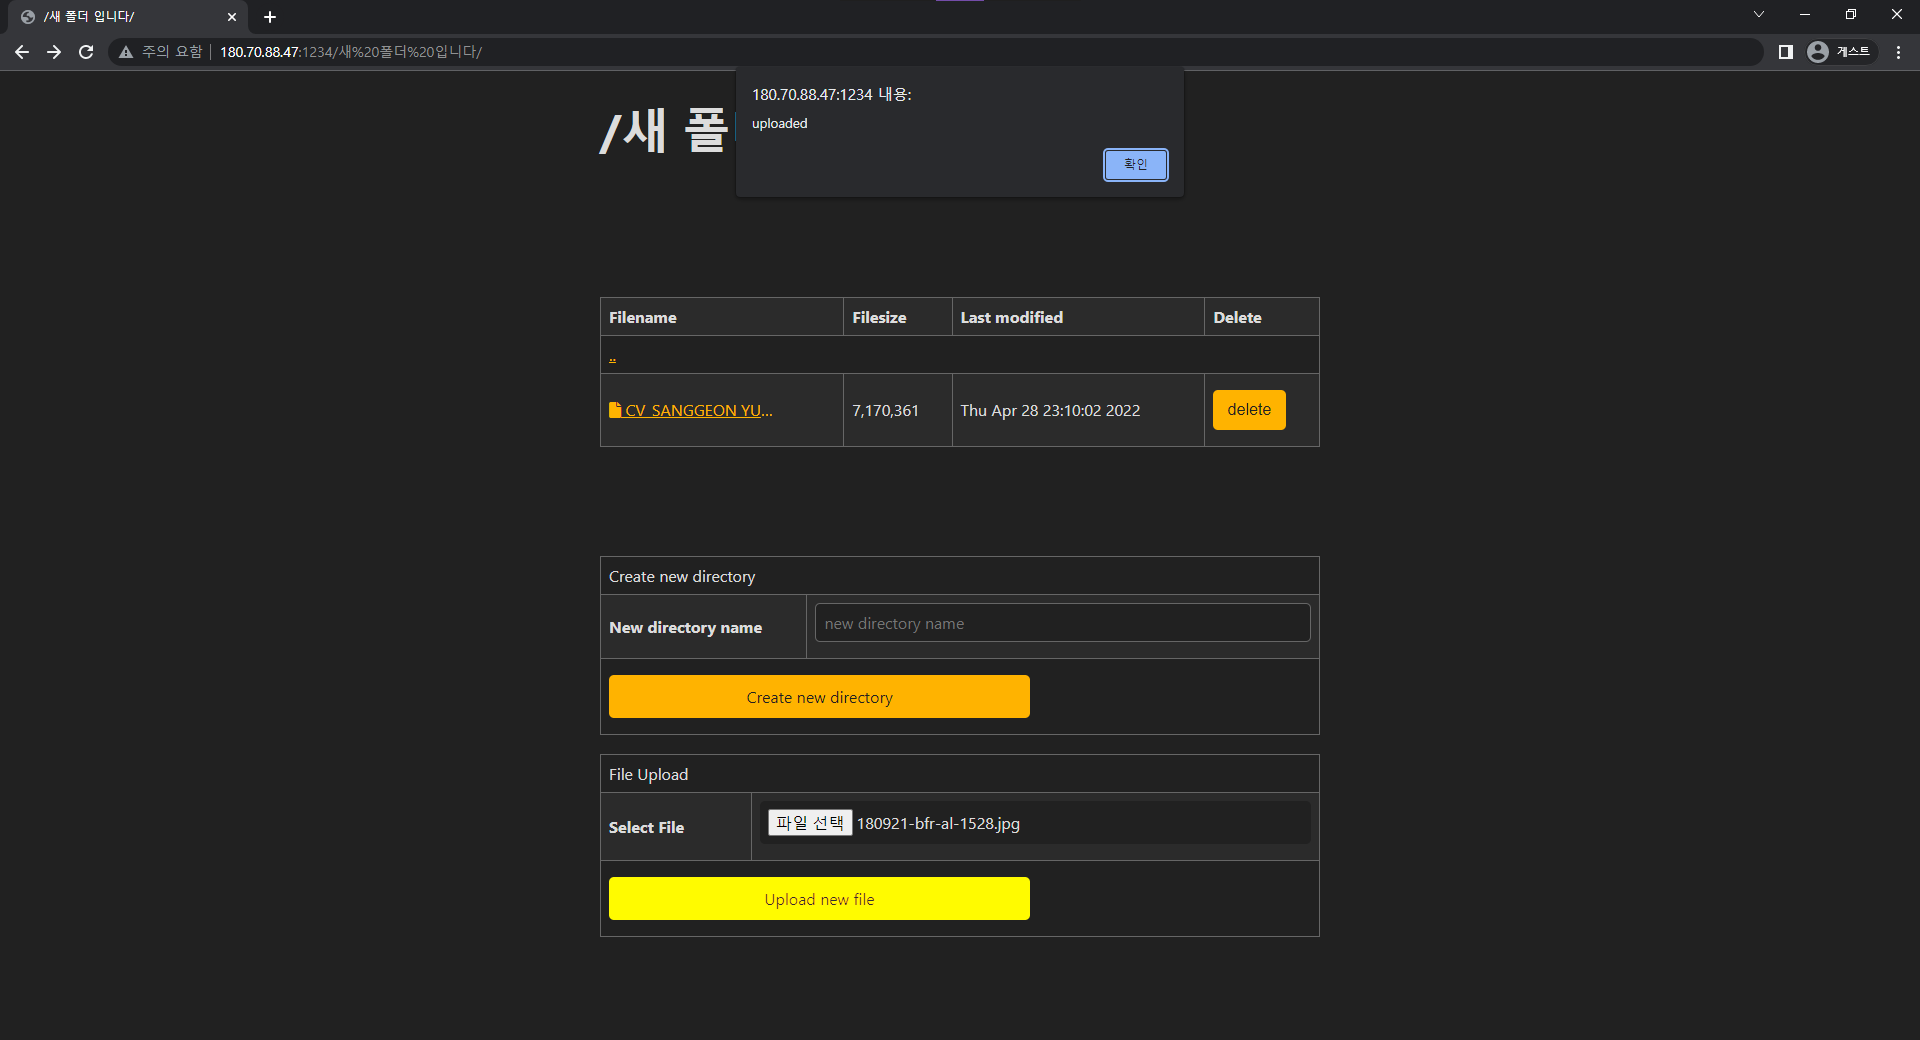 /새 폴더 입니다/
주의 요함 | 180.70.88.47:1234/새%20폴더%20입니다/
게스트
180.70.88.47:1234 내용:
uploaded
확인
/새 폴
Filename Filesize Last modified Delete
..
CV_SANGGEON YU... 7,170,361 Thu Apr 28 23:10:02 2022 delete
Create new directory
New directory name new directory name
Create new directory
File Upload
Select File 파일 선택 180921-bfr-al-1528.jpg
Upload new file